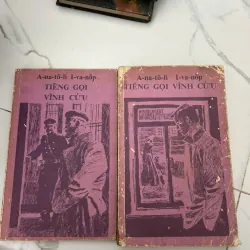 A-na-tô-li I-va-nốp
TIẾNG GỌI
VĨNH CỬU
A-na-tô-li I-va-nốp
TIẾNG GỌI VĨNH CỬU